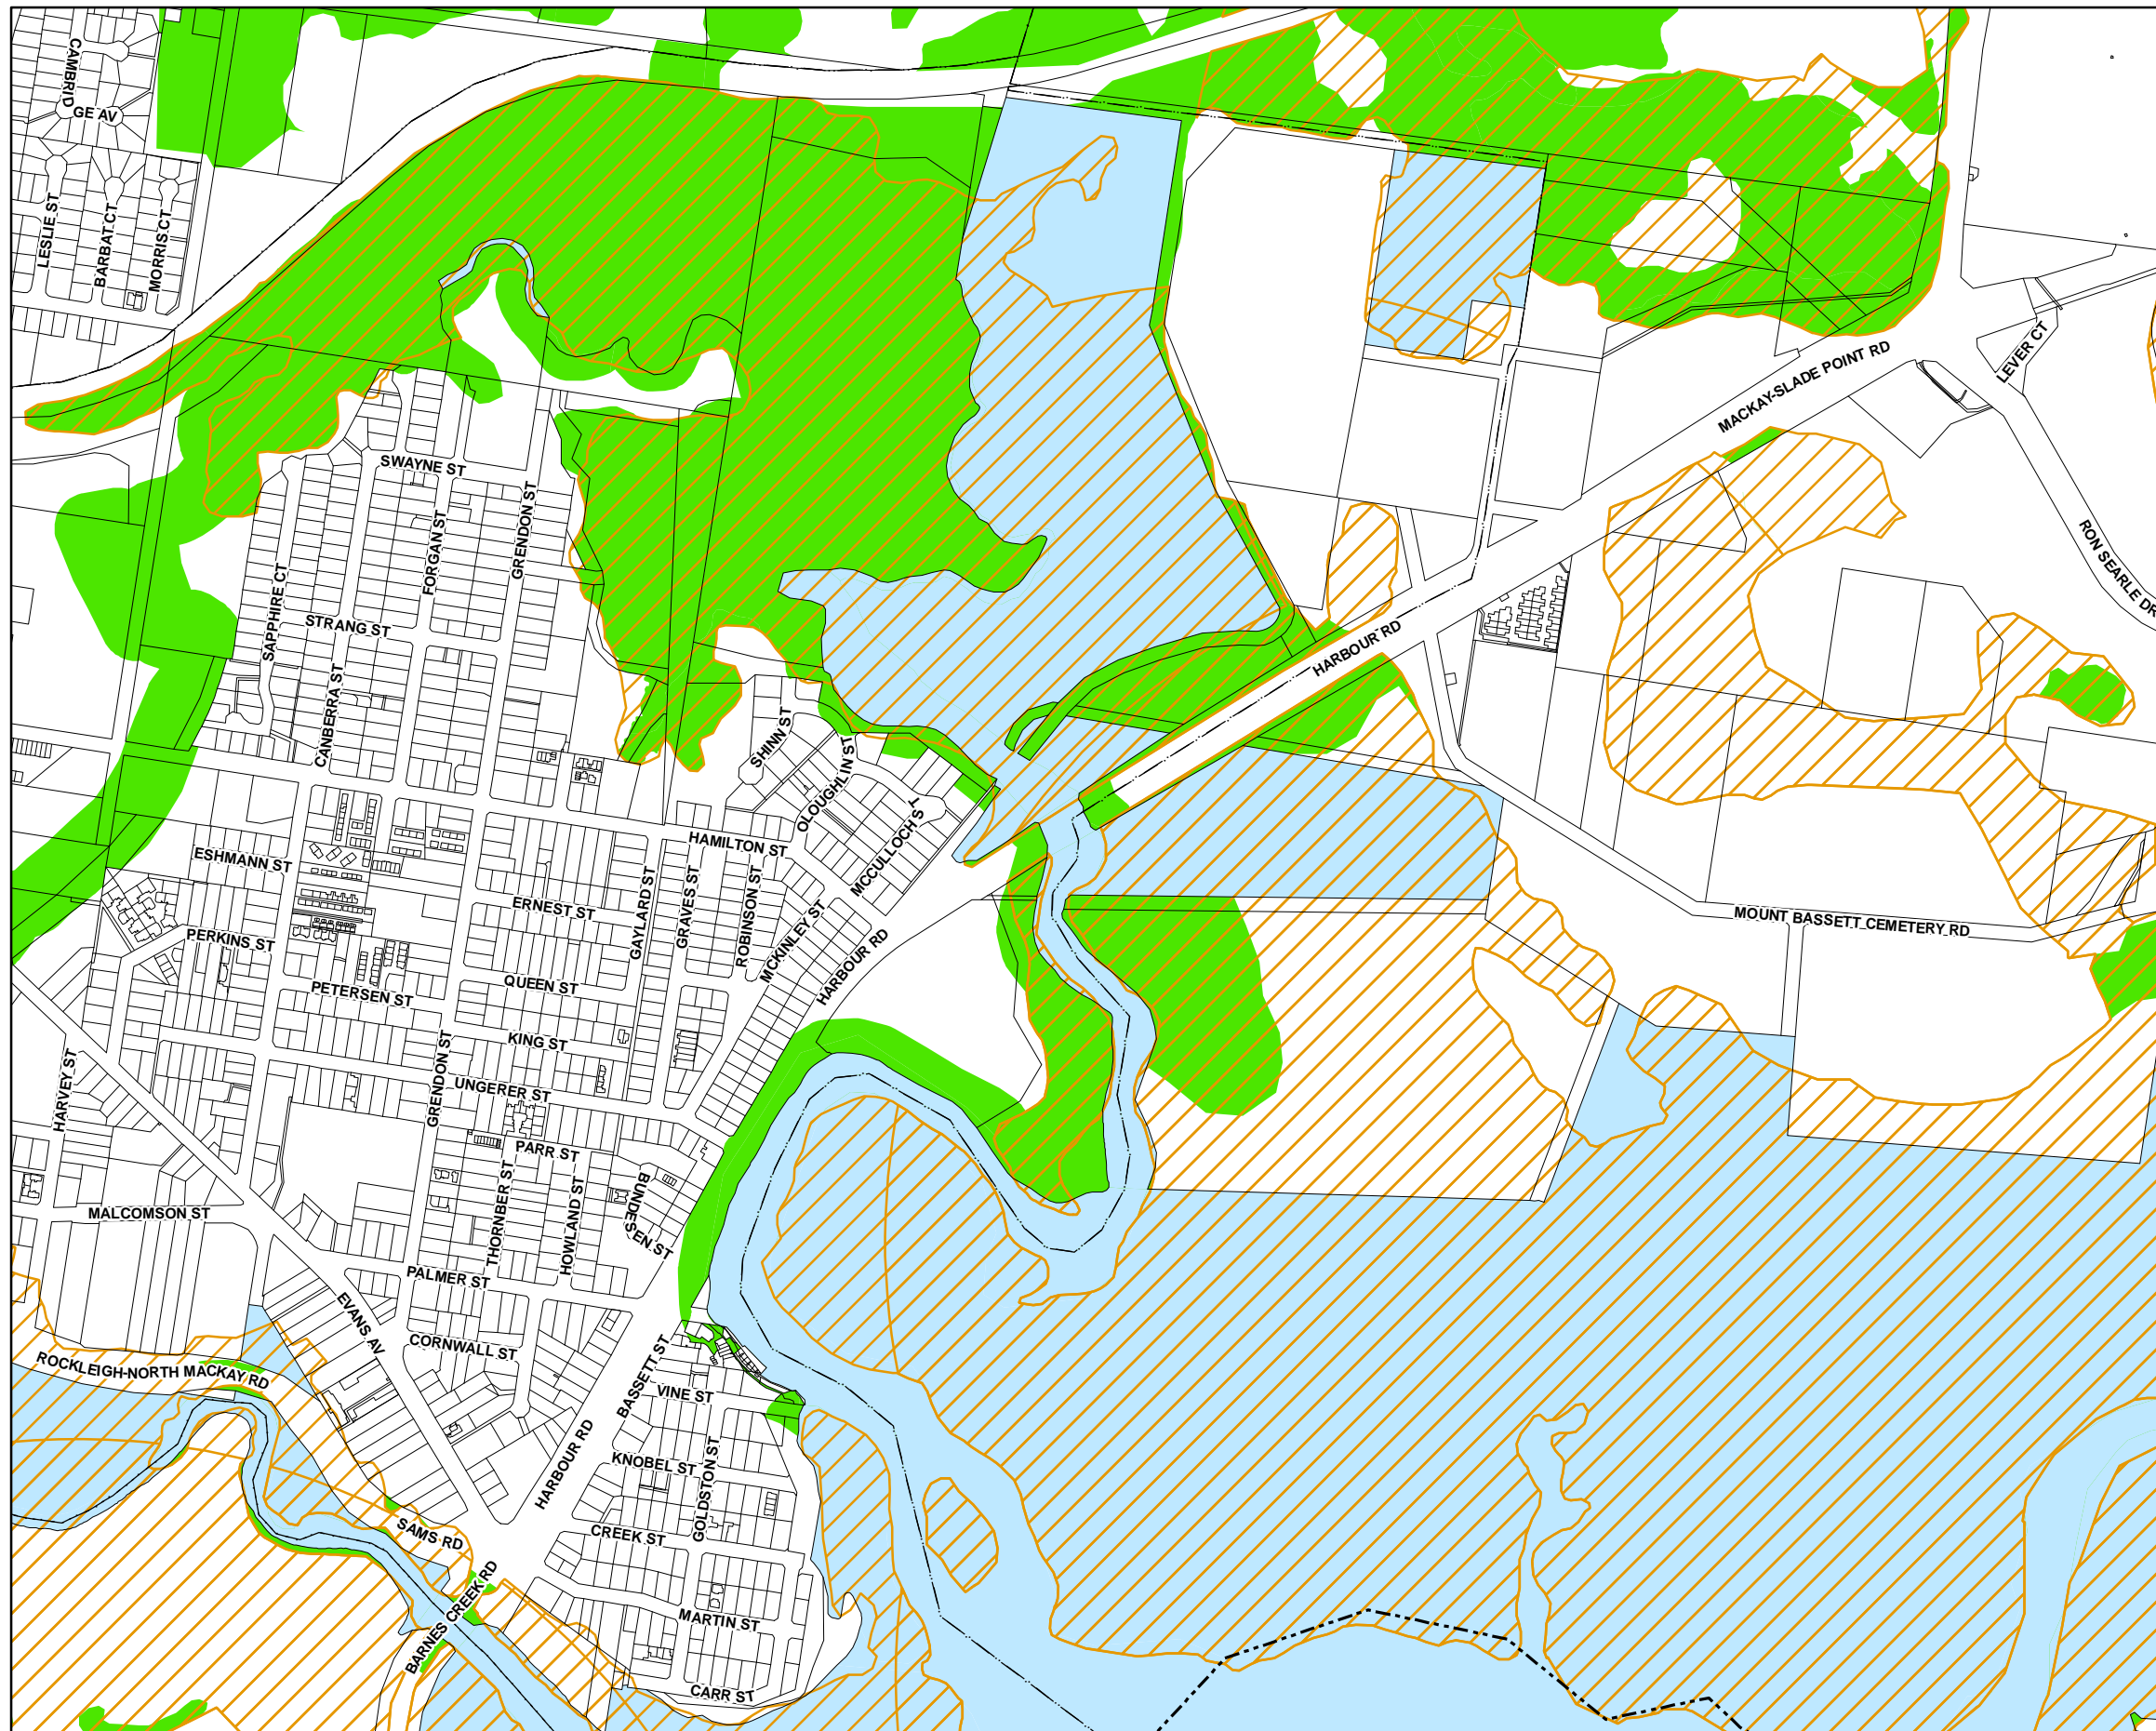 CAMBRID
GE AV
LESLIE ST
BARBAT CT
MORRIS CT
LEVER CT
MACKAY-SLADE POINT RD
SWAYNE ST
FORGAN ST
GRENDON ST
RON SEARLE DR
SAPPHIRE CT
STRANG ST
HARBOUR RD
CANBERRA ST
SHINN ST
OLOUGHLIN ST
MCCULLOCH S
HAMILTON ST
ESHMANN ST
ERNEST ST
GAYLARD ST
GRAVES ST
ROBINSON ST
MCKINLEY ST
HARBOUR RD
MOUNT BASSETT CEMETERY RD
PERKINS ST
PETERSEN ST
QUEEN ST
KING ST
GRENDON ST
UNGERER ST
HARVEY ST
PARR ST
THORNBER ST
HOWLAND ST
BUNDES
EN ST
MALCOMSON ST
PALMER ST
EVANS AV
CORNWALL ST
ROCKLEIGH-NORTH MACKAY RD
BASSETT ST
VINE ST
HARBOUR RD
KNOBEL ST
GOLDSTON ST
SAMS RD
CREEK ST
BARNES CREEK RD
MARTIN ST
CARR ST